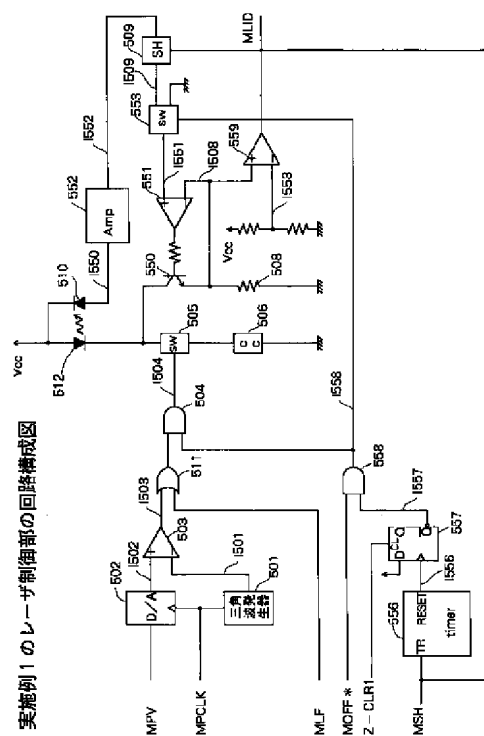 実施例1のレーザ制御部の回路構成図
Vcc
512
510
I550
552
Amp
I552
509
SH
I509
553
SW
551
I551
I508
550
559
MLID
Vcc
I553
508
505
SW
506
C C
I504
504
511
I503
503
I502
502
D/A
I501
501
三角波発生器
MPV
MPCLK
MLF
MOFF*
Z-CLR1
MSH
I558
558
I557
557
D
CL
Q
Q
I556
556
TR
RESET
timer